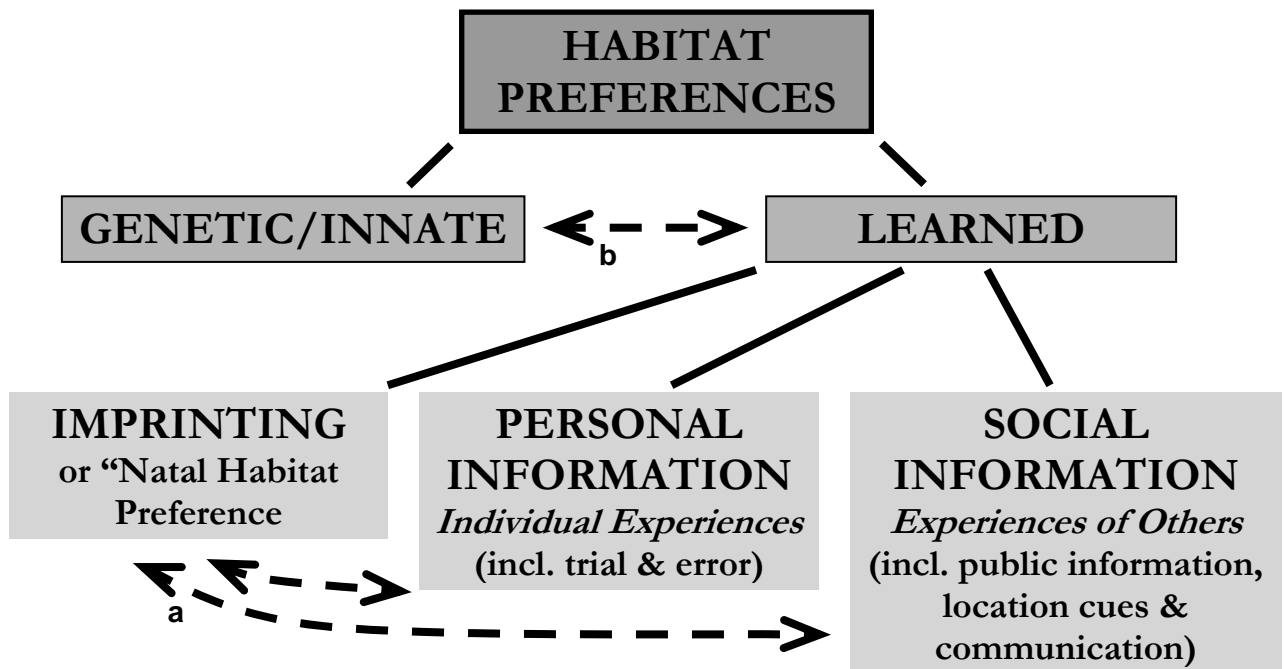 HABITAT
PREFERENCES
GENETIC/INNATE
b
LEARNED
IMPRINTING
or “Natal Habitat
Preference
PERSONAL
INFORMATION
Individual Experiences
(incl. trial & error)
SOCIAL
INFORMATION
Experiences of Others
(incl. public information,
location cues &
communication)
a